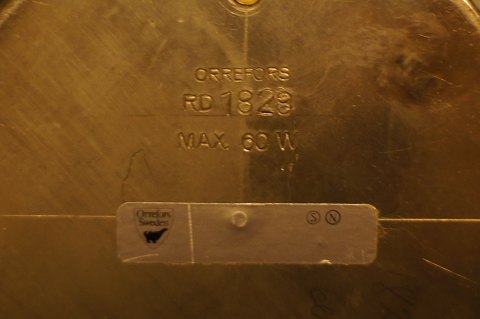 ORREFORS
RD 1828
MAX. 60 W
Orrefors
Sweden
S N